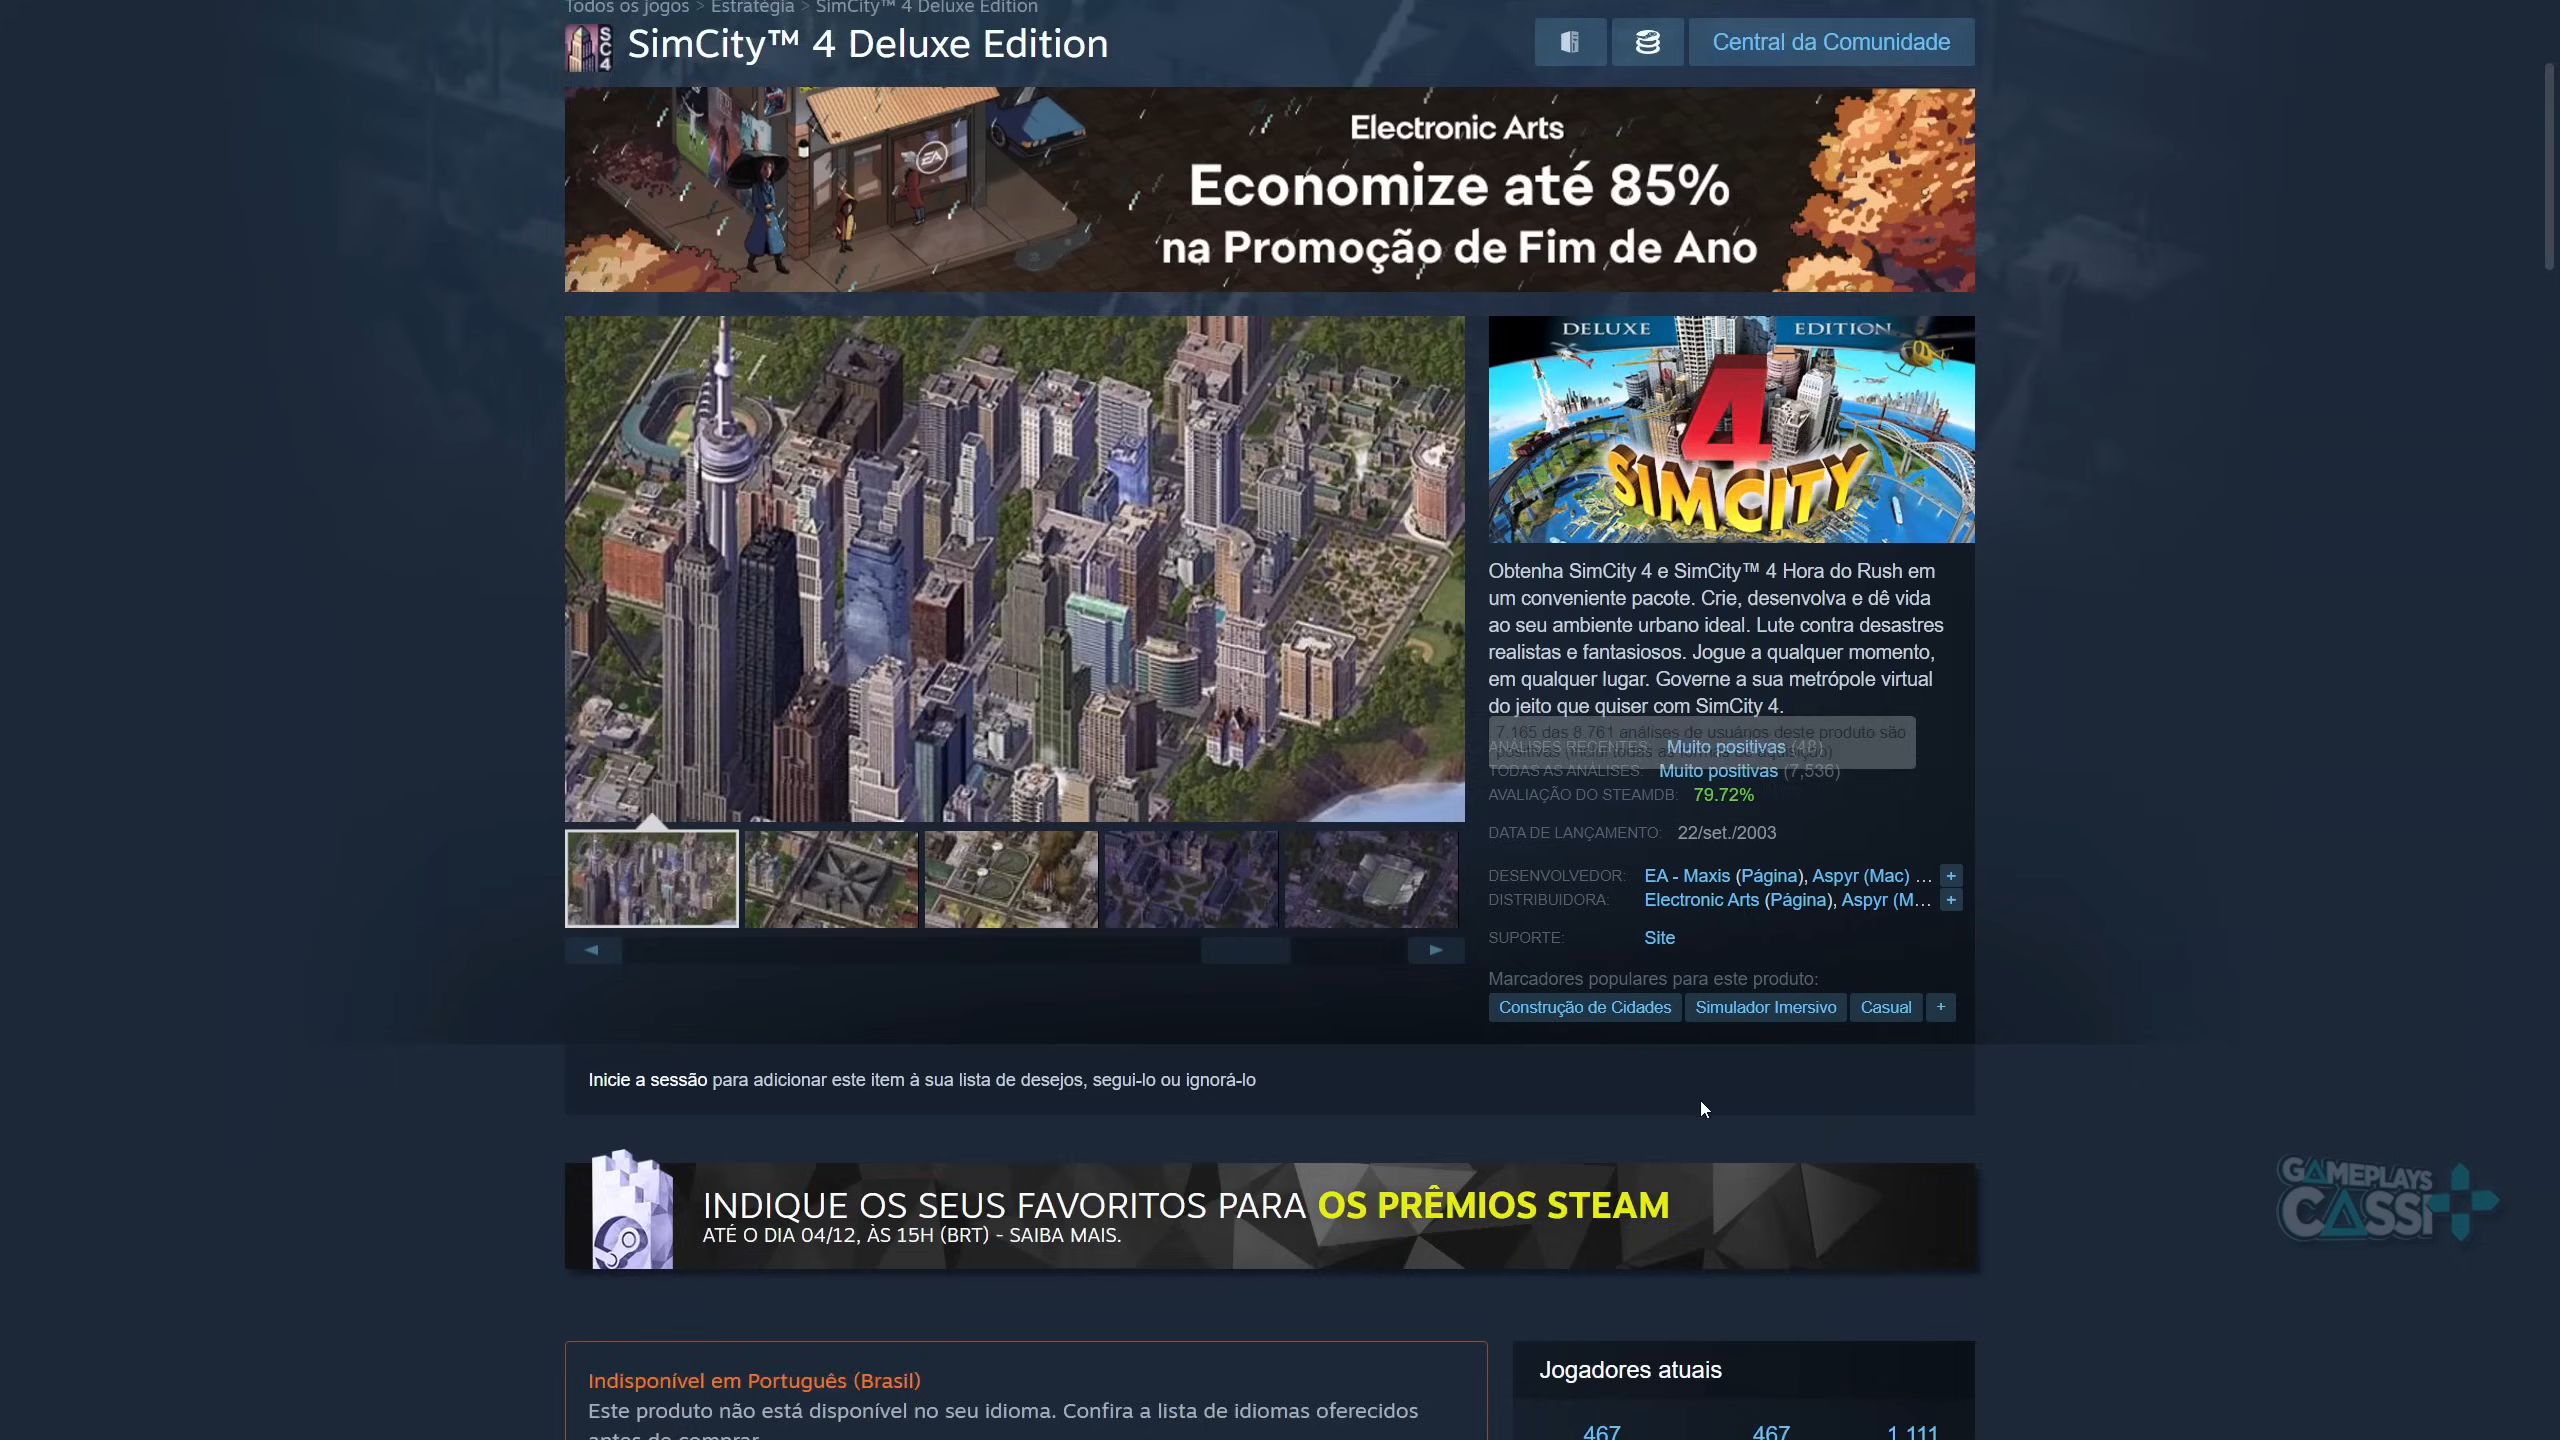 Todos os jogos > Estratégia > SimCity™ 4 Deluxe Edition
SC4
SimCity™ 4 Deluxe Edition
Central da Comunidade
EA
Electronic Arts
Economize até 85%
na Promoção de Fim de Ano
DELUXE EDITION
4
SIMCITY
Obtenha SimCity 4 e SimCity™ 4 Hora do Rush em
um conveniente pacote. Crie, desenvolva e dê vida
ao seu ambiente urbano ideal. Lute contra desastres
realistas e fantasiosos. Jogue a qualquer momento,
em qualquer lugar. Governe a sua metrópole virtual
do jeito que quiser com SimCity 4.
7.165 das 8.761 análises de usuários deste produto são
ANÁLISES RECENTES: Muito positivas (48)
TODAS AS ANÁLISES: Muito positivas (7,536)
AVALIAÇÃO DO STEAMDB: 79.72%
DATA DE LANÇAMENTO: 22/set./2003
DESENVOLVEDOR: EA - Maxis (Página), Aspyr (Mac) ... +
DISTRIBUIDORA: Electronic Arts (Página), Aspyr (M... +
SUPORTE: Site
Marcadores populares para este produto:
Construção de Cidades Simulador Imersivo Casual +
Inicie a sessão para adicionar este item à sua lista de desejos, segui-lo ou ignorá-lo
INDIQUE OS SEUS FAVORITOS PARA OS PRÊMIOS STEAM
ATÉ O DIA 04/12, ÀS 15H (BRT) - SAIBA MAIS.
GAMEPLAYS
CASSI
Indisponível em Português (Brasil)
Este produto não está disponível no seu idioma. Confira a lista de idiomas oferecidos
antes de comprar
Jogadores atuais
467 467 1,111